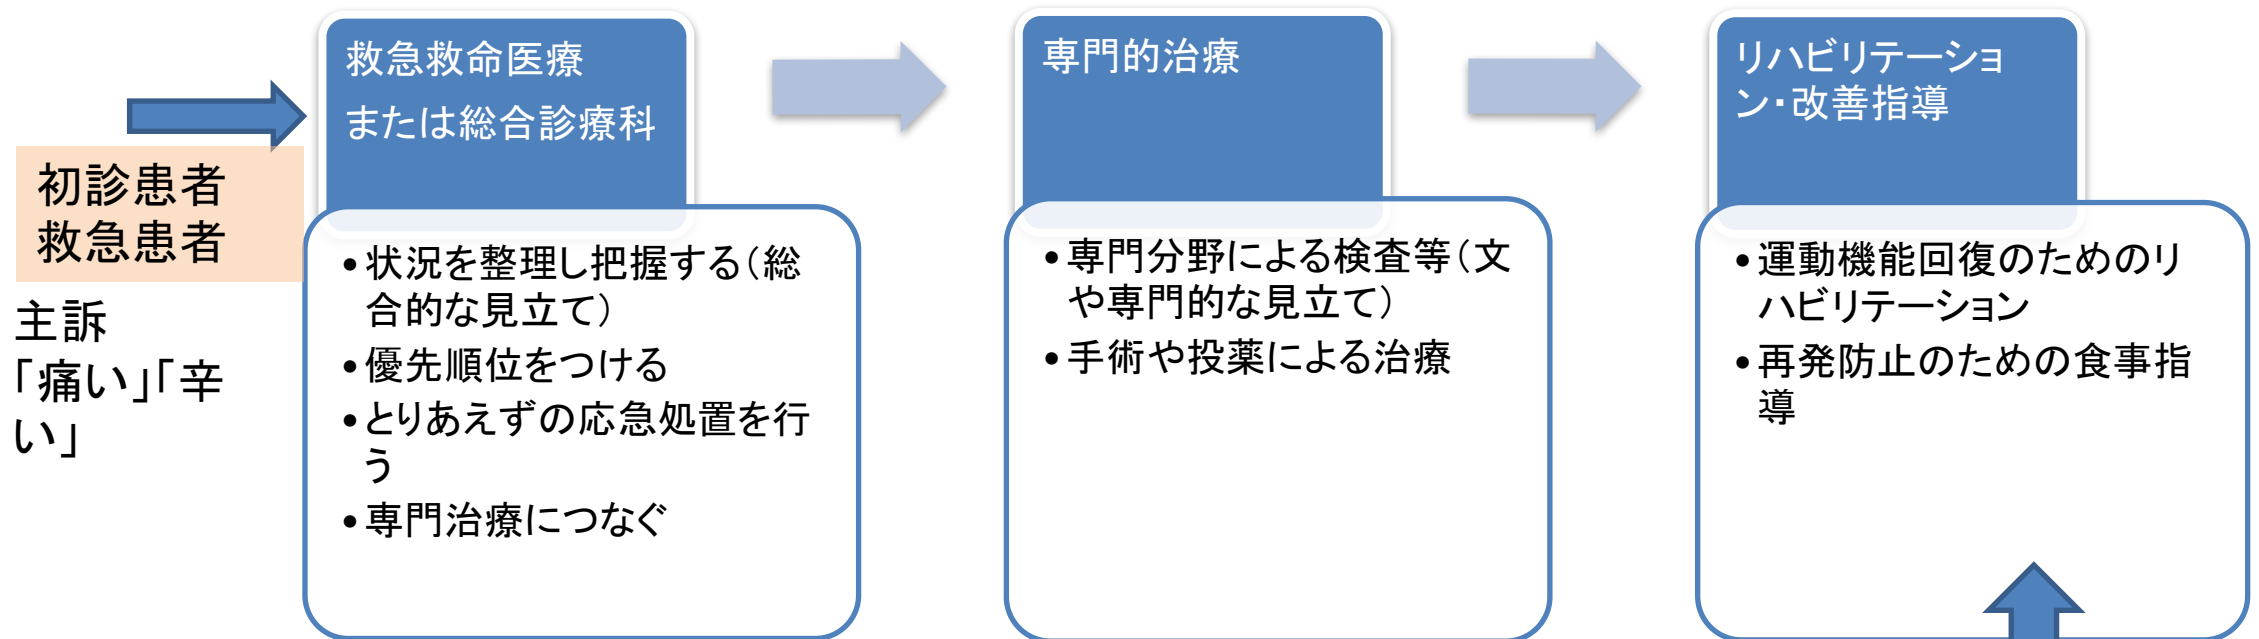 初診患者
救急患者
主訴
「痛い」「辛
い」
救急救命医療
または総合診療科
•状況を整理し把握する（総
合的な見立て）
•優先順位をつける
•とりあえずの応急処置を行
う
•専門治療につなぐ
専門的治療
•専門分野による検査等（文
や専門的な見立て）
•手術や投薬による治療
リハビリテーショ
ン・改善指導
•運動機能回復のためのリ
ハビリテーション
•再発防止のための食事指
導